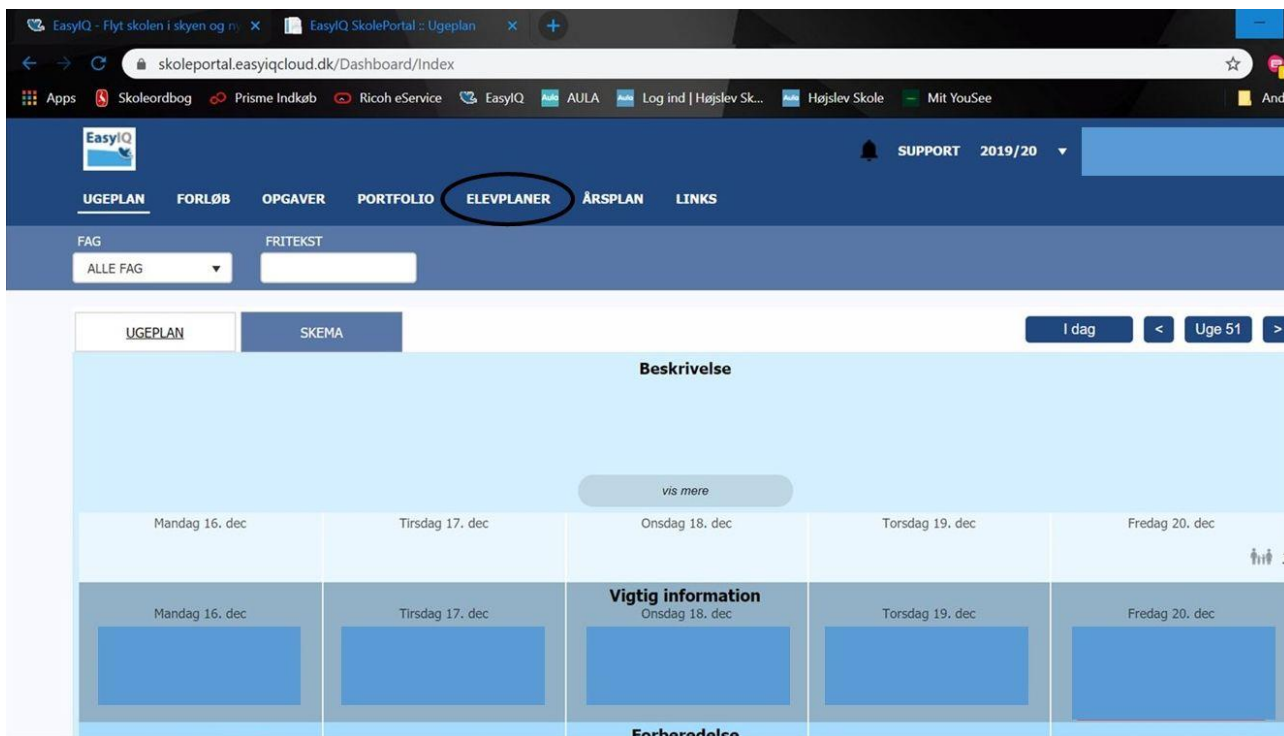 EasyIQ - Flyt skolen i skyen og ny
EasyIQ SkolePortal :: Ugeplan
skoleportal.easyiqcloud.dk/Dashboard/Index
Apps Skoleordbog Prisme Indkøb Ricoh eService EasyIQ Aula AULA Aula Log ind | Højslev Sk... Aula Højslev Skole Mit YouSee And
EasyIQ
SUPPORT 2019/20
UGEPLAN FORLØB OPGAVER PORTFOLIO ELEVPLANER ÅRSPLAN LINKS
FAG FRITEKST
ALLE FAG
UGEPLAN SKEMA I dag < Uge 51 >
Beskrivelse
vis mere
Mandag 16. dec Tirsdag 17. dec Onsdag 18. dec Torsdag 19. dec Fredag 20. dec
Vigtig information
Mandag 16. dec Tirsdag 17. dec Onsdag 18. dec Torsdag 19. dec Fredag 20. dec
Forberedelse